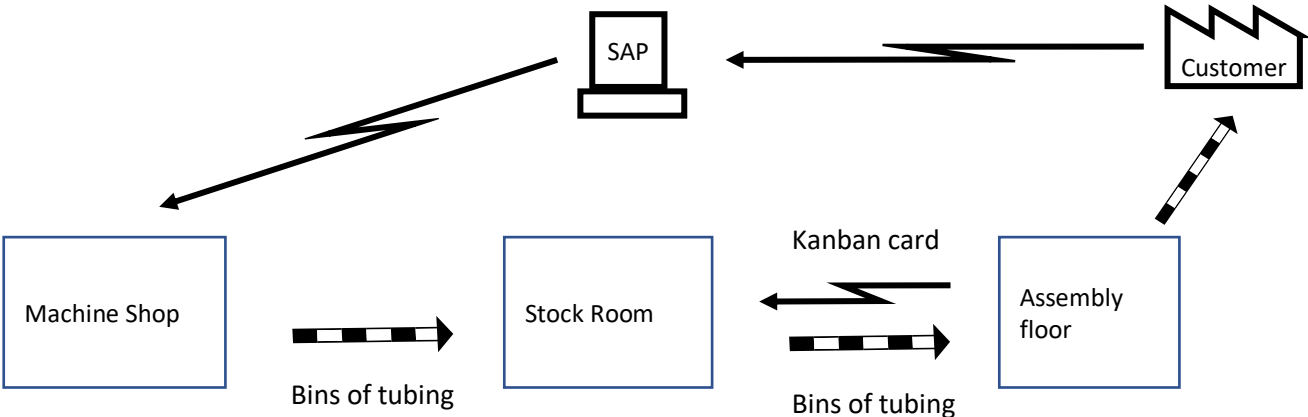 SAP
Customer
Kanban card
Machine Shop
Stock Room
Assembly
floor
Bins of tubing
Bins of tubing